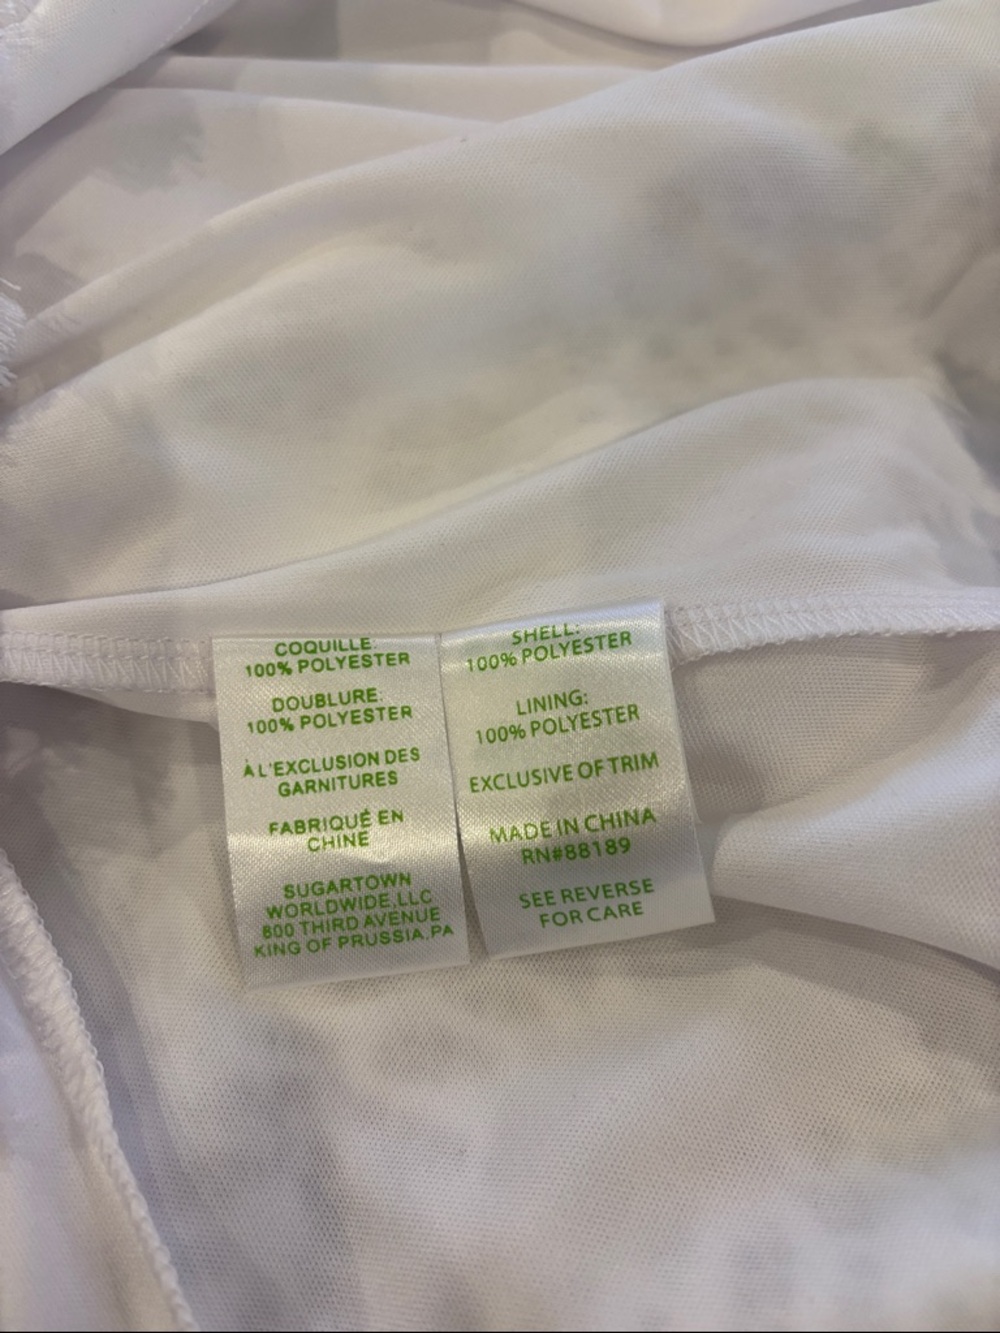 COQUILLE:
100% POLYESTER
DOUBLURE:
100% POLYESTER
À L'EXCLUSION DES
GARNITURES
FABRIQUÉ EN
CHINE
SUGARTOWN
WORLDWIDE,LLC
800 THIRD AVENUE
KING OF PRUSSIA,PA
SHELL:
100% POLYESTER
LINING:
100% POLYESTER
EXCLUSIVE OF TRIM
MADE IN CHINA
RN#88189
SEE REVERSE
FOR CARE